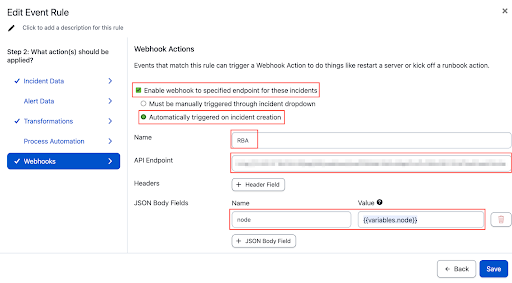 Edit Event Rule
Click to add a description for this rule
Step 2: What action(s) should be
applied?
Incident Data
Alert Data
Transformations
Process Automation
Webhooks
Webhook Actions
Events that match this rule can trigger a Webhook Action to do things like restart a server or kick off a runbook action.
Enable webhook to specified endpoint for these incidents
Must be manually triggered through incident dropdown
Automatically triggered on incident creation
Name
RBA
API Endpoint
Headers
+ Header Field
JSON Body Fields
Name
Value
node
{{variables.node}}
+ JSON Body Field
← Back
Save